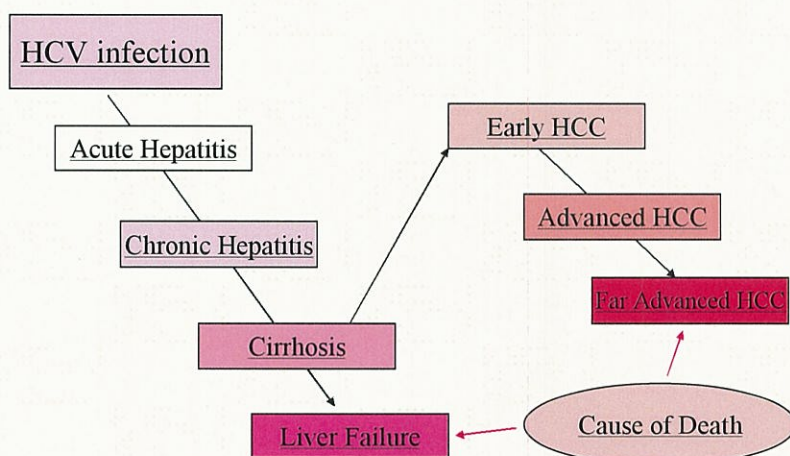 HCV infection
Acute Hepatitis
Chronic Hepatitis
Cirrhosis
Liver Failure
Early HCC
Advanced HCC
Far Advanced HCC
Cause of Death